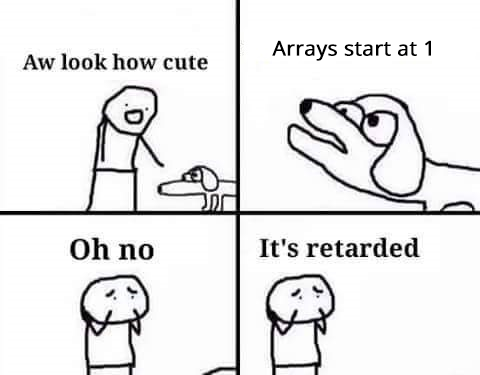 Aw look how cute
Arrays start at 1
Oh no
It's retarded